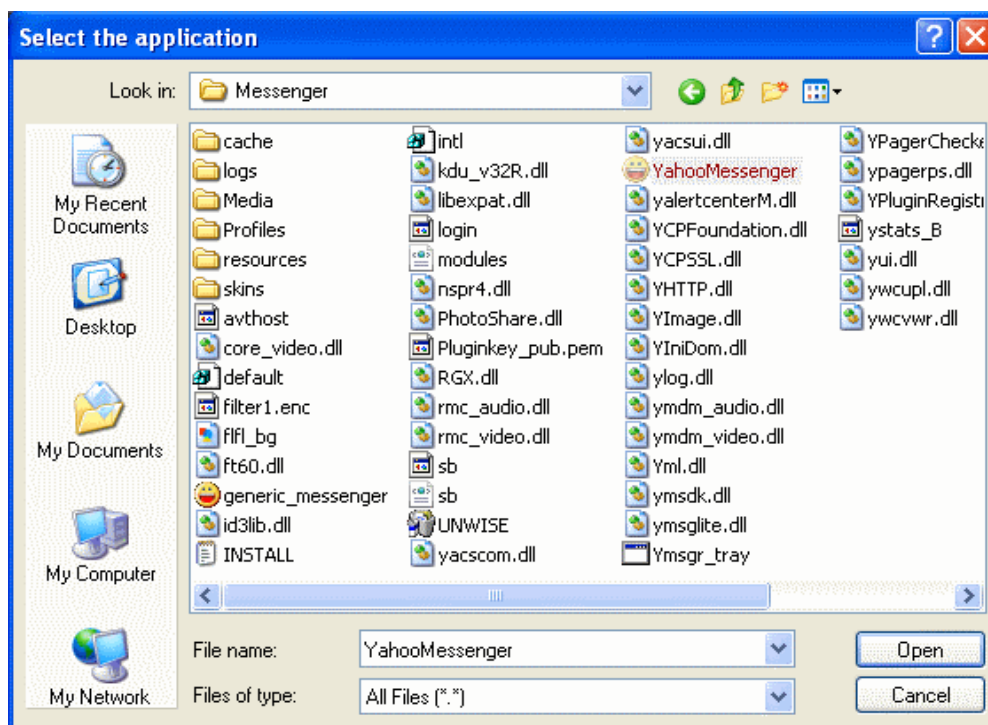 Select the application
Look in:
Messenger
My Recent
Documents
Desktop
My Documents
My Computer
My Network
cache
logs
Media
Profiles
resources
skins
avthost
core_video.dll
default
filter1.enc
flfl_bg
ft60.dll
generic_messenger
id3lib.dll
INSTALL
intl
kdu_v32R.dll
libexpat.dll
login
modules
nspr4.dll
PhotoShare.dll
Pluginkey_pub.pem
RGX.dll
rmc_audio.dll
rmc_video.dll
sb
sb
UNWISE
yacscom.dll
yacsui.dll
YahooMessenger
yalertcenterM.dll
YCPFoundation.dll
YCPSSL.dll
YHTTP.dll
YImage.dll
YIniDom.dll
ylog.dll
ymdm_audio.dll
ymdm_video.dll
Yml.dll
ymsdk.dll
ymsglite.dll
Ymsgr_tray
YPagerChecke
ypagerps.dll
YPluginRegistr
ystats_B
yui.dll
ywcupl.dll
ywcvwr.dll
File name:
YahooMessenger
Open
Files of type:
All Files (*.*)
Cancel